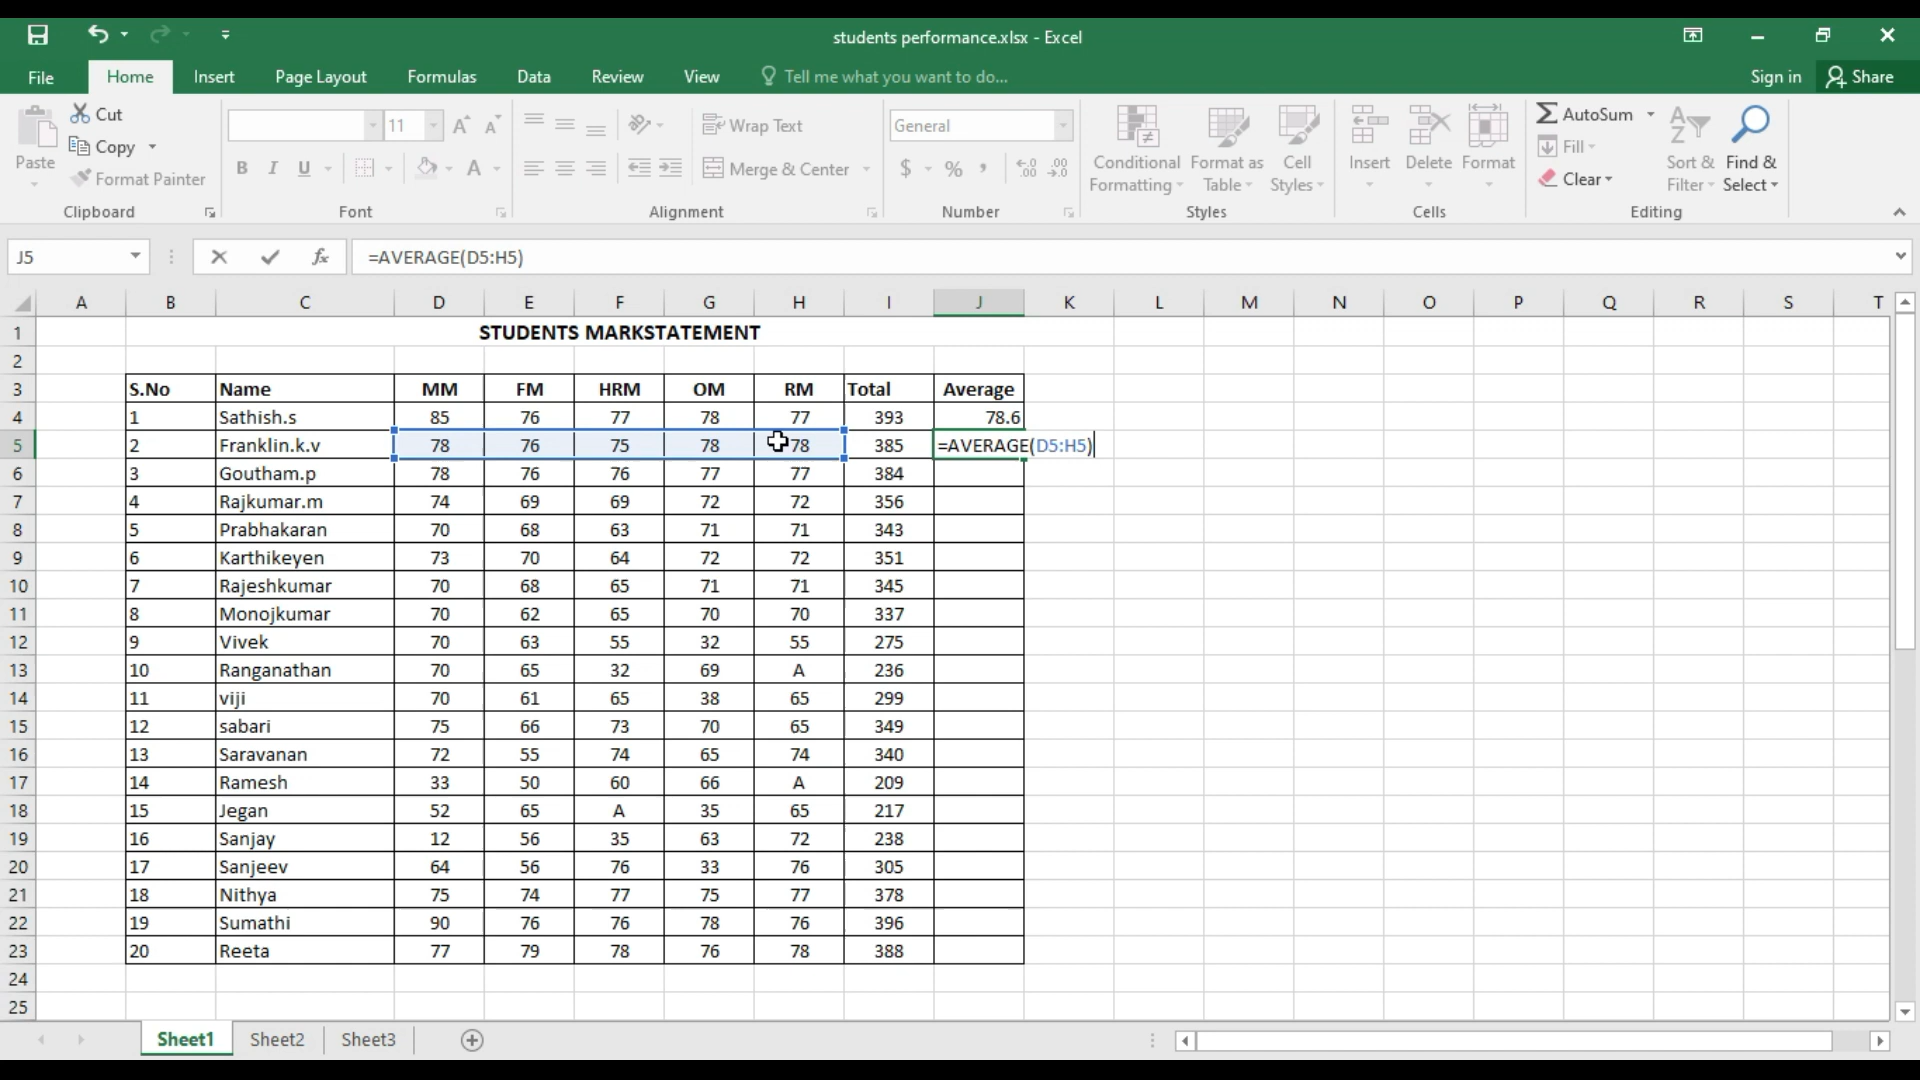 students performance.xlsx - Excel
File Home Insert Page Layout Formulas Data Review View Tell me what you want to do... Sign in Share
Paste Cut Copy Format Painter Clipboard
11 B I U A Font
Wrap Text Merge & Center Alignment
General $ % , Number
Conditional Formatting Format as Table Cell Styles Styles
Insert Delete Format Cells
AutoSum Fill Clear Sort & Filter Find & Select Editing
J5 fx =AVERAGE(D5:H5)
A B C D E F G H I J K L M N O P Q R S T
1 STUDENTS MARKSTATEMENT
2
3 S.No Name MM FM HRM OM RM Total Average
4 1 Sathish.s 85 76 77 78 77 393 78.6
5 2 Franklin.k.v 78 76 75 78 78 385 =AVERAGE(D5:H5)
6 3 Goutham.p 78 76 76 77 77 384
7 4 Rajkumar.m 74 69 69 72 72 356
8 5 Prabhakaran 70 68 63 71 71 343
9 6 Karthikeyen 73 70 64 72 72 351
10 7 Rajeshkumar 70 68 65 71 71 345
11 8 Monojkumar 70 62 65 70 70 337
12 9 Vivek 70 63 55 32 55 275
13 10 Ranganathan 70 65 32 69 A 236
14 11 viji 70 61 65 38 65 299
15 12 sabari 75 66 73 70 65 349
16 13 Saravanan 72 55 74 65 74 340
17 14 Ramesh 33 50 60 66 A 209
18 15 Jegan 52 65 A 35 65 217
19 16 Sanjay 12 56 35 63 72 238
20 17 Sanjeev 64 56 76 33 76 305
21 18 Nithya 75 74 77 75 77 378
22 19 Sumathi 90 76 76 78 76 396
23 20 Reeta 77 79 78 76 78 388
24
25
Sheet1 Sheet2 Sheet3